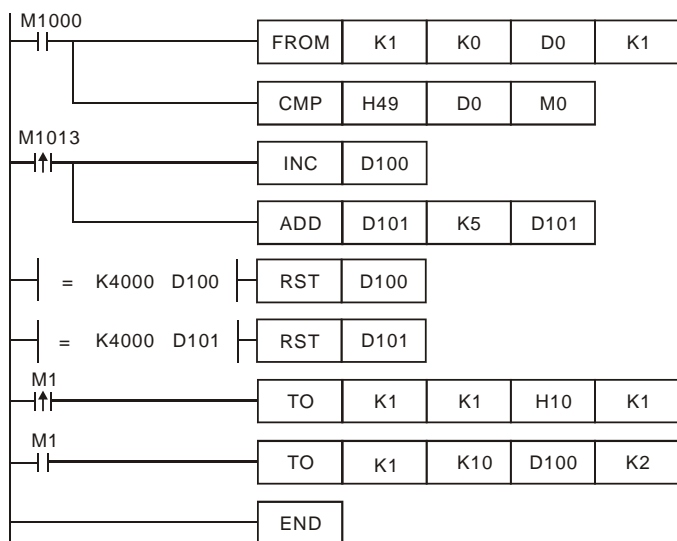 M1000
FROM K1 K0 D0 K1
CMP H49 D0 M0
M1013
INC D100
ADD D101 K5 D101
= K4000 D100 RST D100
= K4000 D101 RST D101
M1
TO K1 K1 H10 K1
M1
TO K1 K10 D100 K2
END